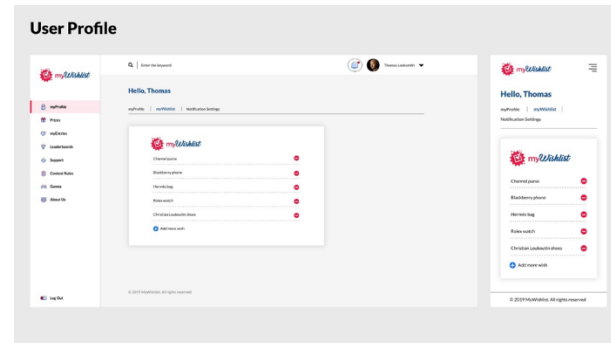 User Profile
myWishlist
Enter the keyword
Thomas Locksmith
Hello, Thomas
myProfile | myWishlist | Notification Settings
myProfile
Prizes
myEntries
Leaderboards
Support
Contest Rules
Games
About Us
Log Out
myWishlist
Channel purse
Blackberry phone
Hermés bag
Rolex watch
Christian Louboutin shoes
Add more wish
© 2019 MyWishlist. All rights reserved
myWishlist
Hello, Thomas
myProfile | myWishlist |
Notification Settings
myWishlist
Channel purse
Blackberry phone
Hermés bag
Rolex watch
Christian Louboutin shoes
Add more wish
© 2019 MyWishlist. All rights reserved